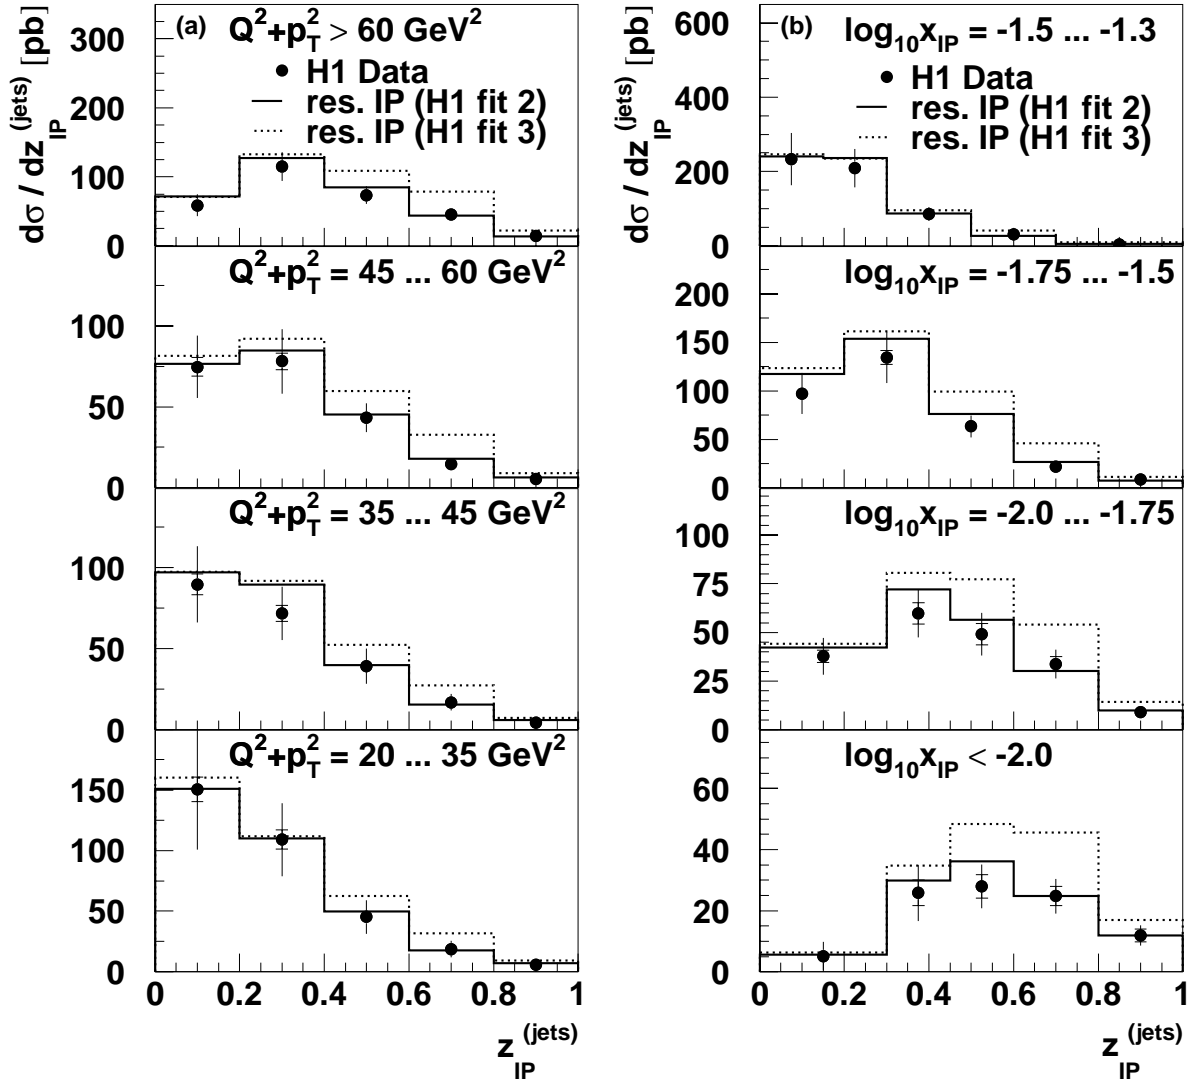 (a) Q²+p_T² > 60 GeV²
H1 Data
res. IP (H1 fit 2)
res. IP (H1 fit 3)
dσ / dz_IP^(jets) [pb]
300
200
100
0
Q²+p_T² = 45 ... 60 GeV²
100
50
0
Q²+p_T² = 35 ... 45 GeV²
100
50
0
Q²+p_T² = 20 ... 35 GeV²
150
100
50
0
0 0.2 0.4 0.6 0.8 1
z_IP^(jets)
(b) log₁₀x_IP = -1.5 ... -1.3
H1 Data
res. IP (H1 fit 2)
res. IP (H1 fit 3)
dσ / dz_IP^(jets) [pb]
600
400
200
0
log₁₀x_IP = -1.75 ... -1.5
200
150
100
50
0
log₁₀x_IP = -2.0 ... -1.75
100
75
50
25
0
log₁₀x_IP < -2.0
60
40
20
0
0 0.2 0.4 0.6 0.8 1
z_IP^(jets)